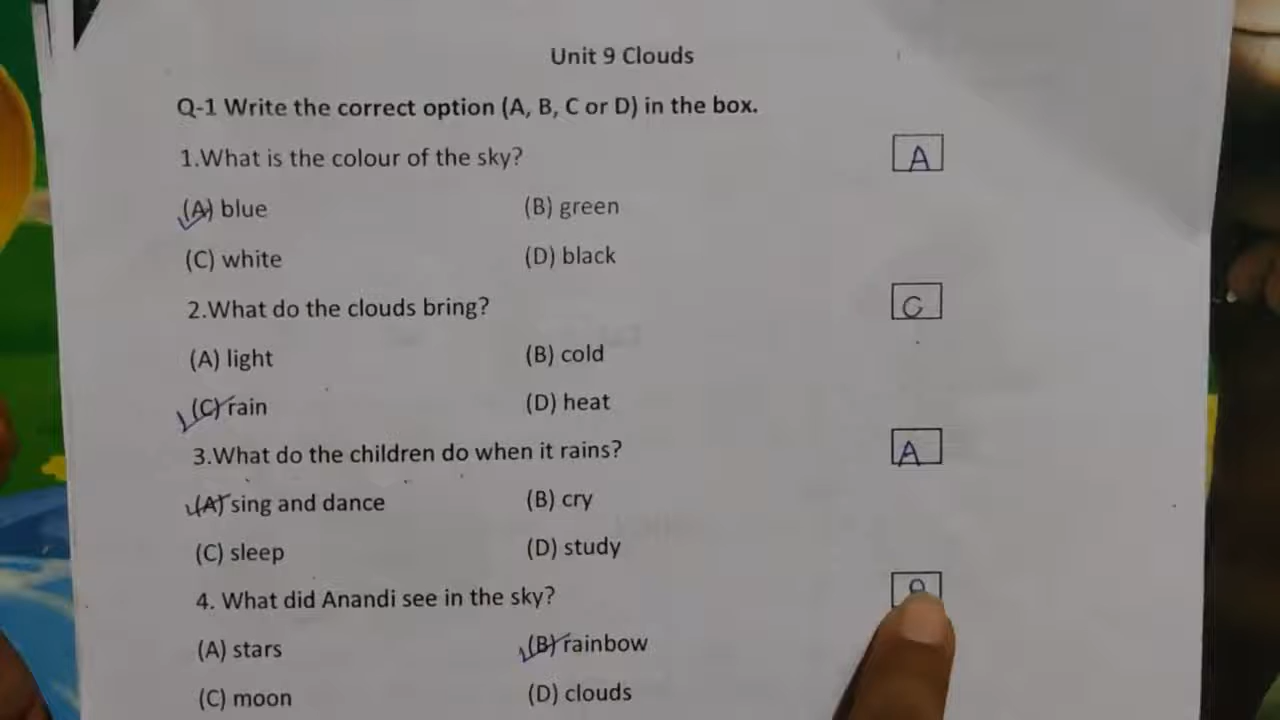 Unit 9 Clouds
Q-1 Write the correct option (A, B, C or D) in the box.
1.What is the colour of the sky? A
(A) blue (B) green
(C) white (D) black
2.What do the clouds bring? C
(A) light (B) cold
(C) rain (D) heat
3.What do the children do when it rains? A
(A) sing and dance (B) cry
(C) sleep (D) study
4. What did Anandi see in the sky?
(A) stars (B) rainbow
(C) moon (D) clouds